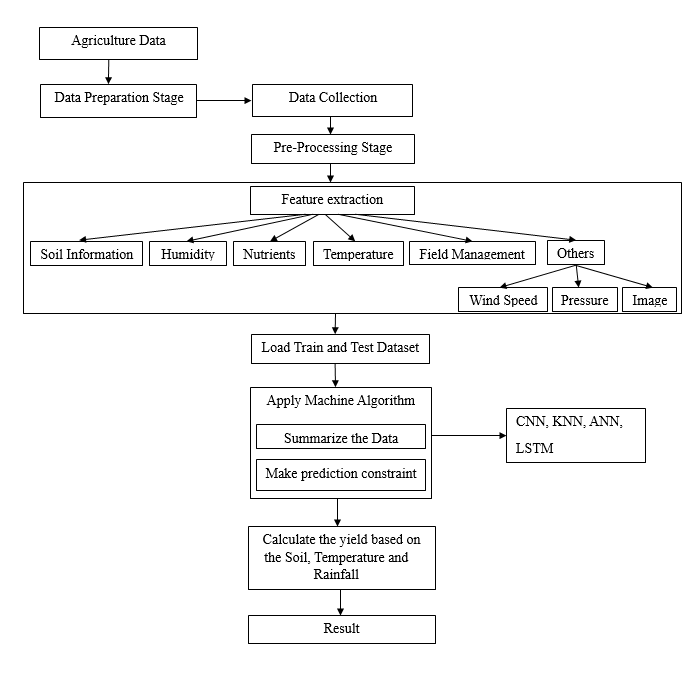 Agriculture Data
Data Preparation Stage
Data Collection
Pre-Processing Stage
Feature extraction
Soil Information
Humidity
Nutrients
Temperature
Field Management
Others
Wind Speed
Pressure
Image
Load Train and Test Dataset
Apply Machine Algorithm
Summarize the Data
Make prediction constraint
CNN, KNN, ANN,
LSTM
Calculate the yield based on
the Soil, Temperature and
Rainfall
Result